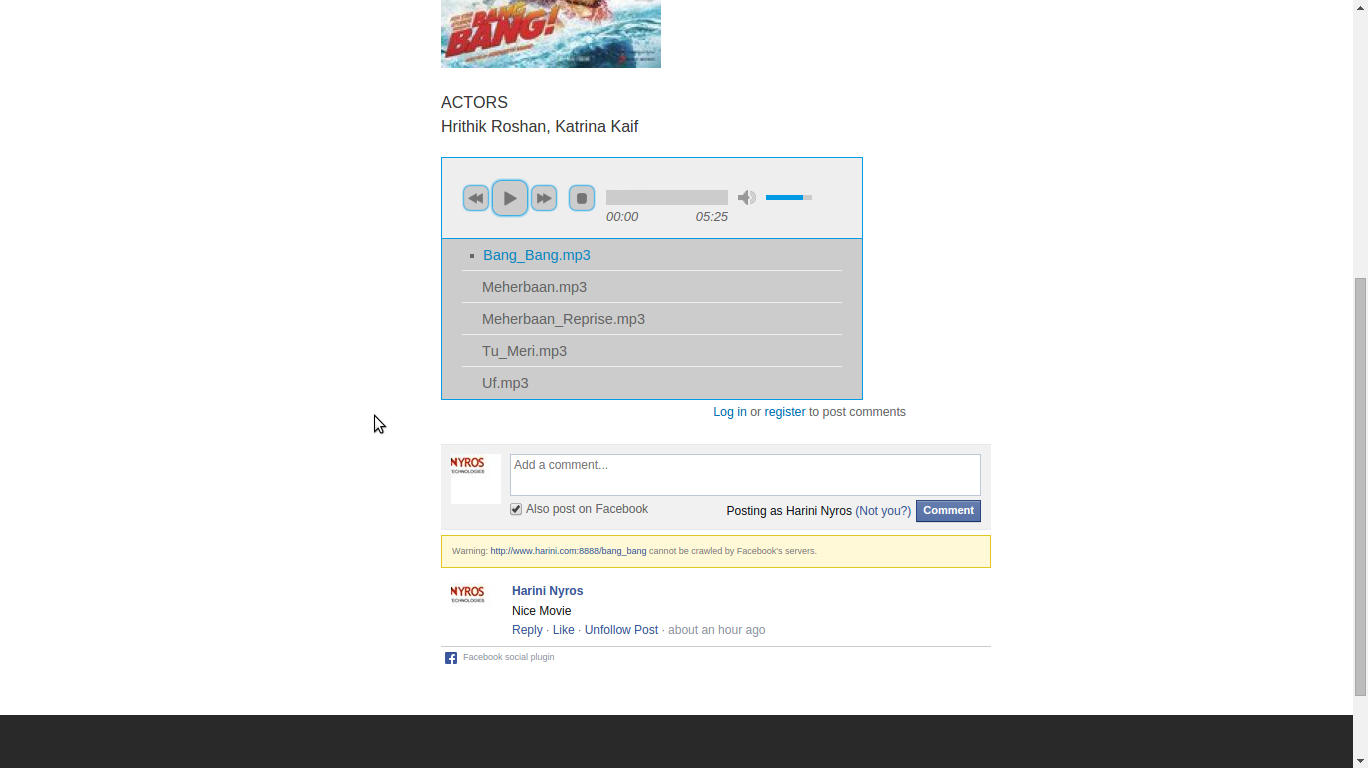 BANG
BANG!
ACTORS
Hrithik Roshan, Katrina Kaif
00:00 05:25
Bang_Bang.mp3
Meherbaan.mp3
Meherbaan_Reprise.mp3
Tu_Meri.mp3
Uf.mp3
Log in or register to post comments
NYROS
TECHNOLOGIES
Add a comment...
Also post on Facebook
Posting as Harini Nyros (Not you?) Comment
Warning: http://www.harini.com:8888/bang_bang cannot be crawled by Facebook's servers.
NYROS
TECHNOLOGIES
Harini Nyros
Nice Movie
Reply · Like · Unfollow Post · about an hour ago
Facebook social plugin